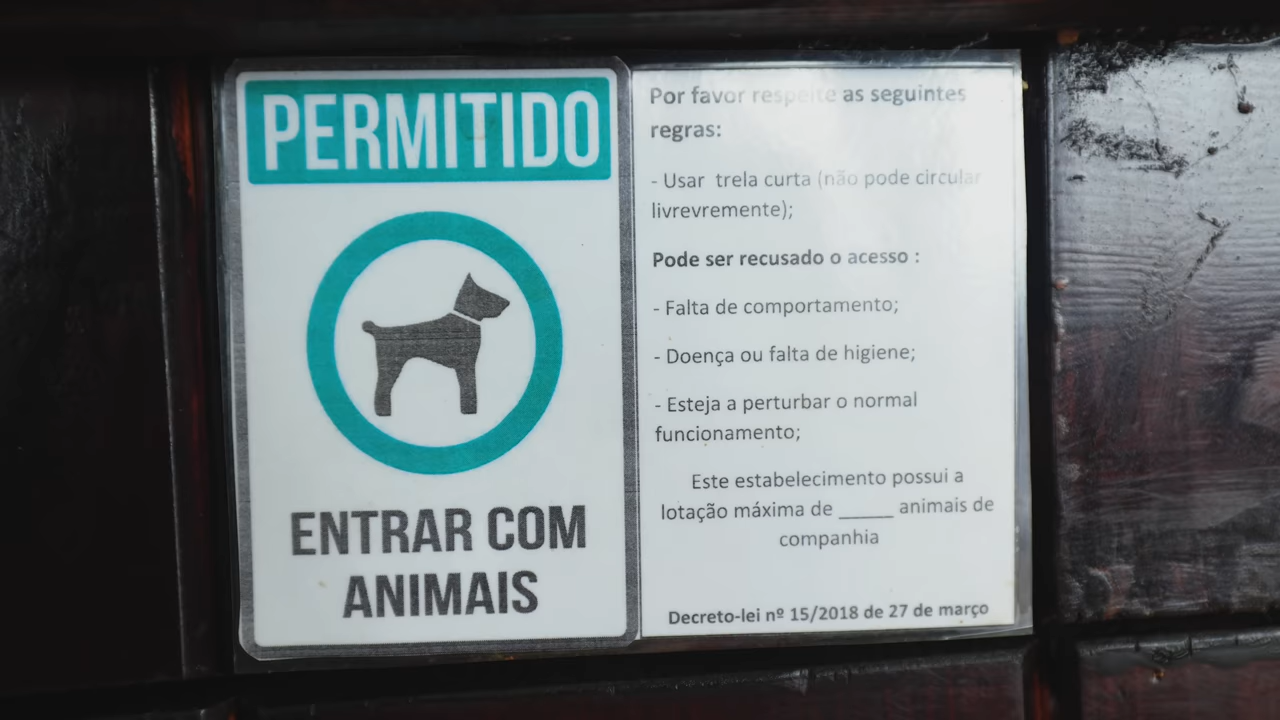 PERMITIDO
ENTRAR COM
ANIMAIS
Por favor respeite as seguintes
regras:
- Usar trela curta (não pode circular
livrevremente);
Pode ser recusado o acesso :
- Falta de comportamento;
- Doença ou falta de higiene;
- Esteja a perturbar o normal
funcionamento;
Este estabelecimento possui a
lotação máxima de _____ animais de
companhia
Decreto-lei nº 15/2018 de 27 de março